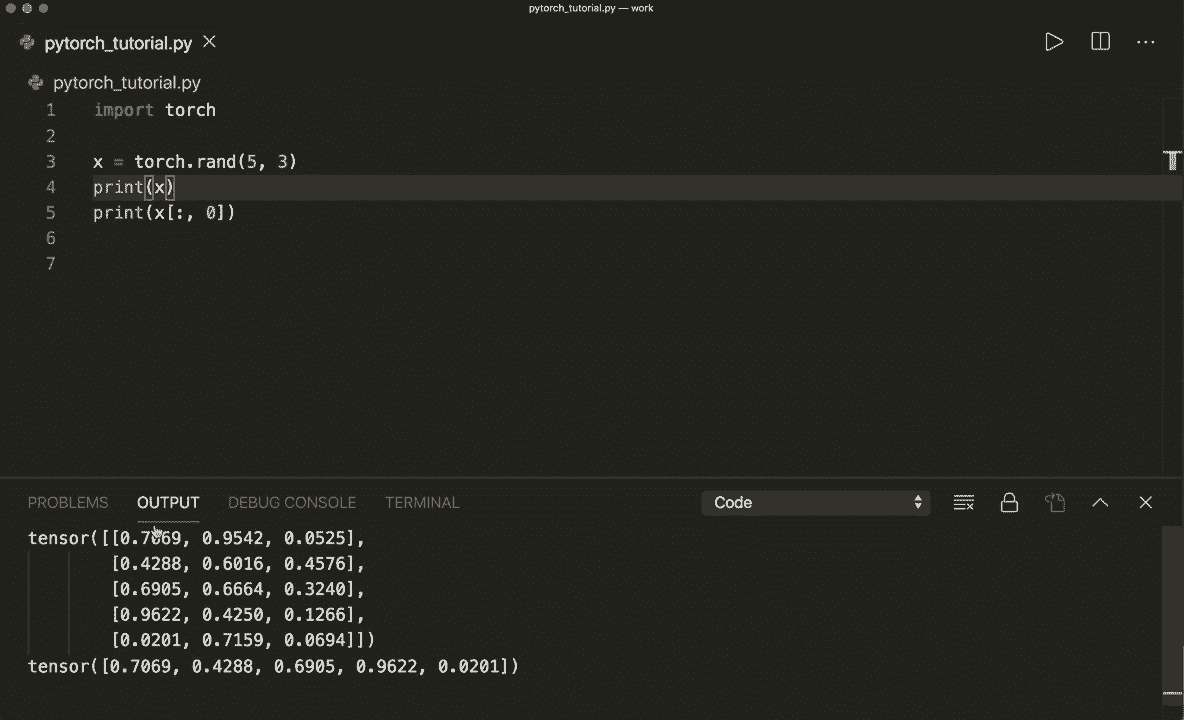 pytorch_tutorial.py — work
pytorch_tutorial.py
pytorch_tutorial.py
1 import torch
2
3 x = torch.rand(5, 3)
4 print(x)
5 print(x[:, 0])
6
7
PROBLEMS OUTPUT DEBUG CONSOLE TERMINAL Code
tensor([[0.7069, 0.9542, 0.0525],
[0.4288, 0.6016, 0.4576],
[0.6905, 0.6664, 0.3240],
[0.9622, 0.4250, 0.1266],
[0.0201, 0.7159, 0.0694]])
tensor([0.7069, 0.4288, 0.6905, 0.9622, 0.0201])